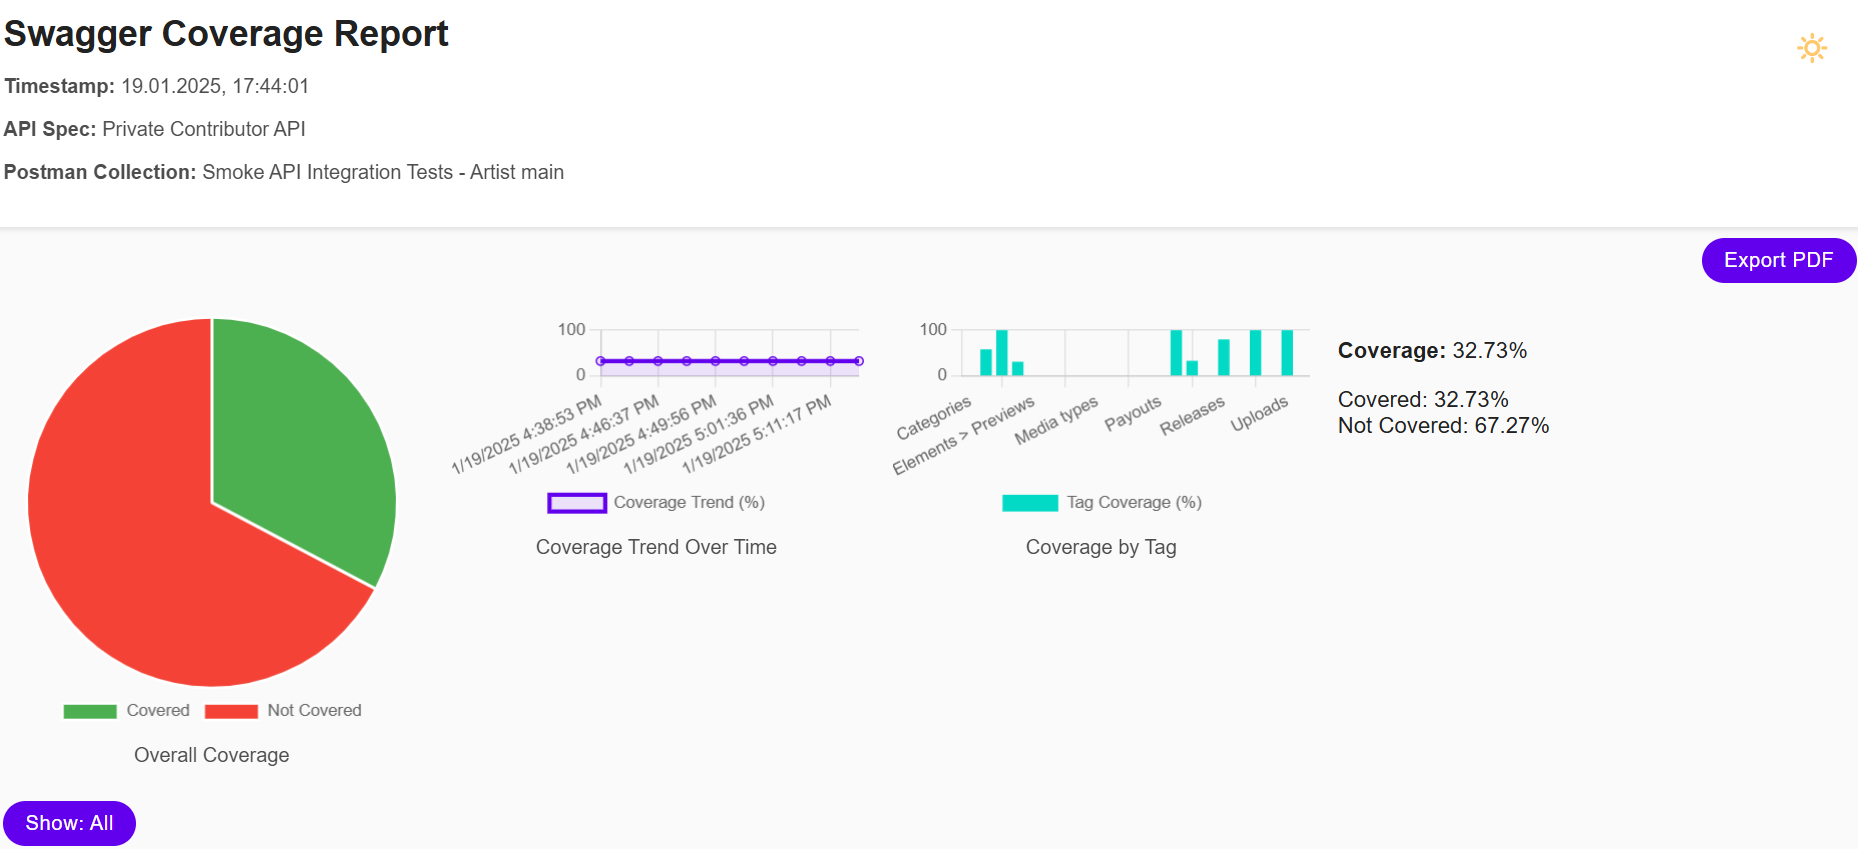 Swagger Coverage Report
Timestamp: 19.01.2025, 17:44:01
API Spec: Private Contributor API
Postman Collection: Smoke API Integration Tests - Artist main
Export PDF
Covered
Not Covered
Overall Coverage
100
0
1/19/2025 4:38:53 PM
1/19/2025 4:46:37 PM
1/19/2025 4:49:56 PM
1/19/2025 5:01:36 PM
1/19/2025 5:11:17 PM
Coverage Trend (%)
Coverage Trend Over Time
100
0
Categories
Elements > Previews
Media types
Payouts
Releases
Uploads
Tag Coverage (%)
Coverage by Tag
Coverage: 32.73%
Covered: 32.73%
Not Covered: 67.27%
Show: All